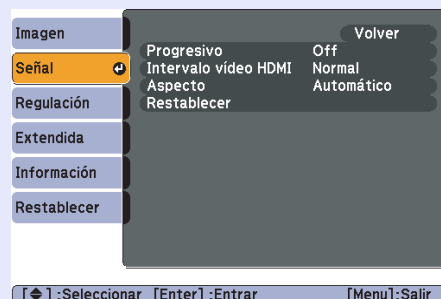 Imagen
Señal
Regulación
Extendida
Información
Restablecer
Volver
Progresivo Off
Intervalo vídeo HDMI Normal
Aspecto Automático
Restablecer
[ ] :Seleccionar [Enter] :Entrar [Menu]:Salir